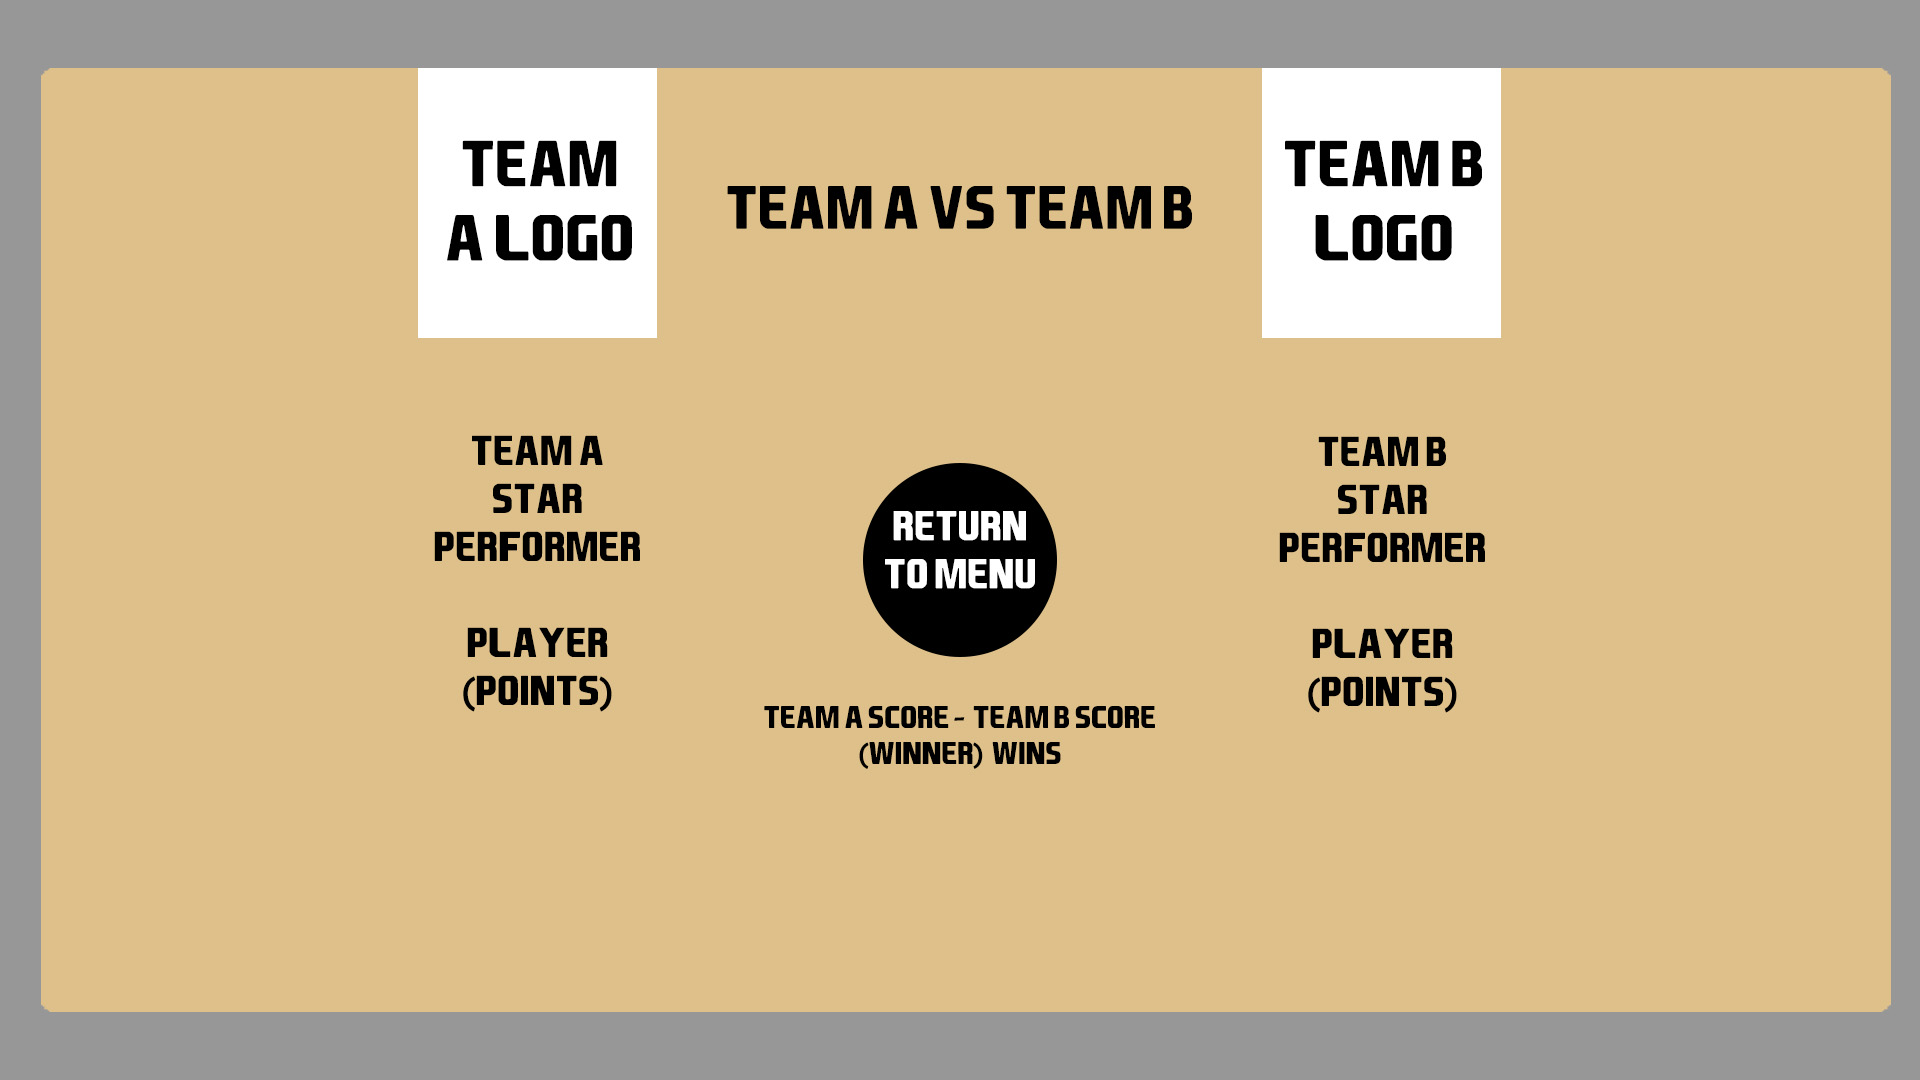 TEAM
A LOGO
TEAM A VS TEAM B
TEAM B
LOGO
TEAM A
STAR
PERFORMER
PLAYER
(POINTS)
RETURN
TO MENU
TEAM A SCORE - TEAM B SCORE
(WINNER) WINS
TEAM B
STAR
PERFORMER
PLAYER
(POINTS)